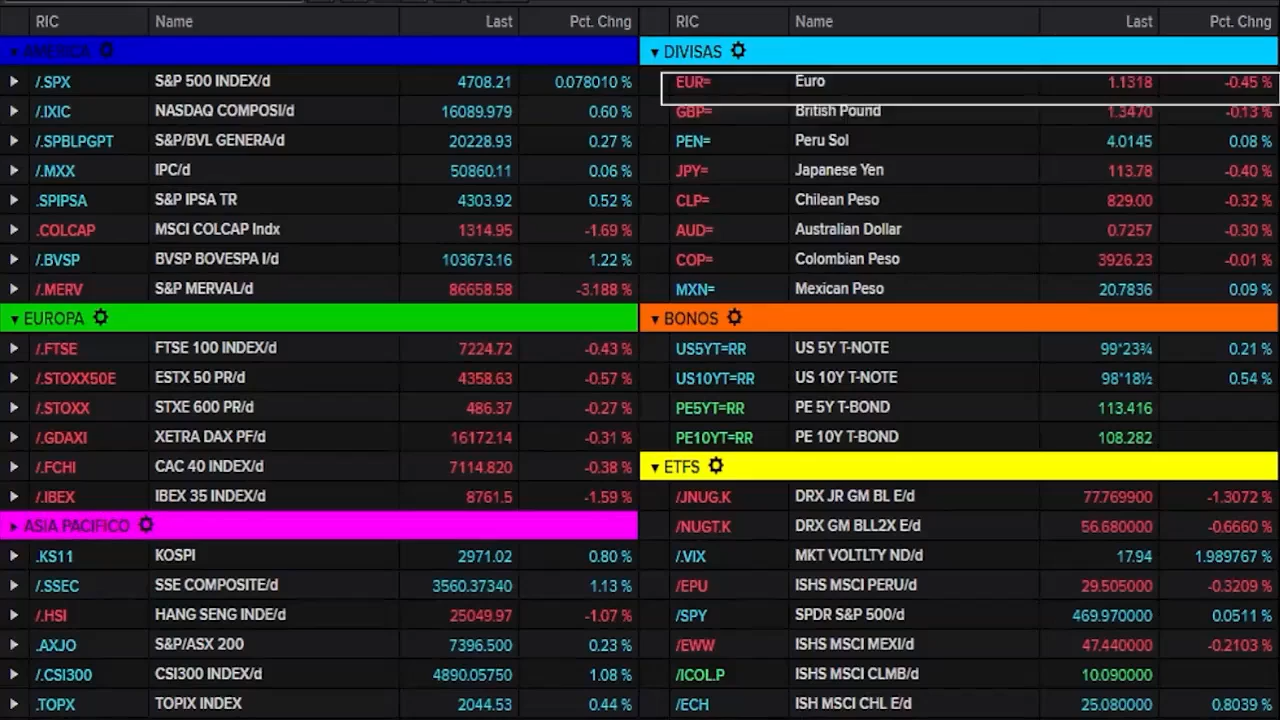 RIC Name Last Pct. Chng
AMERICA
/.SPX S&P 500 INDEX/d 4708.21 0.078010 %
/.IXIC NASDAQ COMPOSI/d 16089.979 0.60 %
/.SPBLPGPT S&P/BVL GENERA/d 20228.93 0.27 %
/.MXX IPC/d 50860.11 0.06 %
.SPIPSA S&P IPSA TR 4303.92 0.52 %
.COLCAP MSCI COLCAP Indx 1314.95 -1.69 %
/.BVSP BVSP BOVESPA I/d 103673.16 1.22 %
/.MERV S&P MERVAL/d 86658.58 -3.188 %
EUROPA
/.FTSE FTSE 100 INDEX/d 7224.72 -0.43 %
/.STOXX50E ESTX 50 PR/d 4358.63 -0.57 %
/.STOXX STXE 600 PR/d 486.37 -0.27 %
/.GDAXI XETRA DAX PF/d 16172.14 -0.31 %
/.FCHI CAC 40 INDEX/d 7114.820 -0.38 %
/.IBEX IBEX 35 INDEX/d 8761.5 -1.59 %
ASIA PACIFICO
.KS11 KOSPI 2971.02 0.80 %
/.SSEC SSE COMPOSITE/d 3560.37340 1.13 %
/.HSI HANG SENG INDE/d 25049.97 -1.07 %
.AXJO S&P/ASX 200 7396.500 0.23 %
/.CSI300 CSI300 INDEX/d 4890.05750 1.08 %
.TOPX TOPIX INDEX 2044.53 0.44 %
RIC Name Last Pct. Chng
DIVISAS
EUR= Euro 1.1318 -0.45 %
GBP= British Pound 1.3470 -0.13 %
PEN= Peru Sol 4.0145 0.08 %
JPY= Japanese Yen 113.78 -0.40 %
CLP= Chilean Peso 829.00 -0.32 %
AUD= Australian Dollar 0.7257 -0.30 %
COP= Colombian Peso 3926.23 -0.01 %
MXN= Mexican Peso 20.7836 0.09 %
BONOS
US5YT=RR US 5Y T-NOTE 99*23¾ 0.21 %
US10YT=RR US 10Y T-NOTE 98*18½ 0.54 %
PE5YT=RR PE 5Y T-BOND 113.416
PE10YT=RR PE 10Y T-BOND 108.282
ETFS
/JNUG.K DRX JR GM BL E/d 77.769900 -1.3072 %
/NUGT.K DRX GM BLL2X E/d 56.680000 -0.6660 %
/.VIX MKT VOLTLTY ND/d 17.94 1.989767 %
/EPU ISHS MSCI PERU/d 29.505000 -0.3209 %
/SPY SPDR S&P 500/d 469.970000 0.0511 %
/EWW ISHS MSCI MEXI/d 47.440000 -0.2103 %
/ICOL.P ISHS MSCI CLMB/d 10.090000
/ECH ISH MSCI CHL E/d 25.080000 0.8039 %